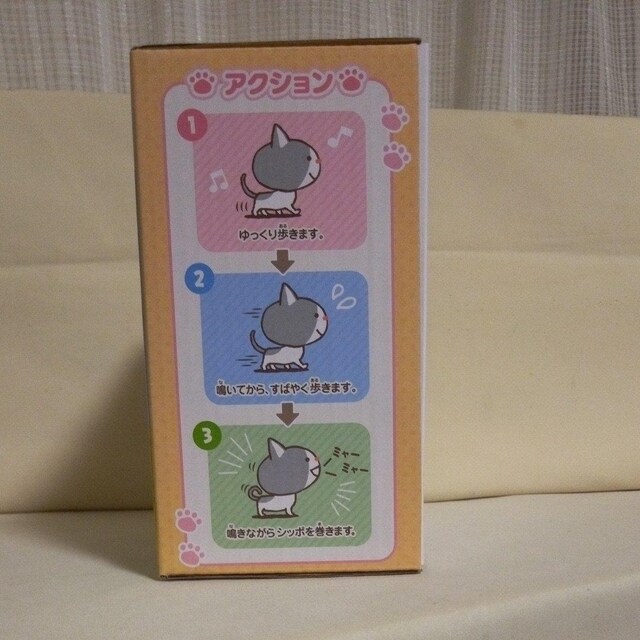 アクション
1
ゆっくり歩きます。
2
鳴いてから、すばやく歩きます。
3
ミャー
ミャー
鳴きながらシッポを巻きます。